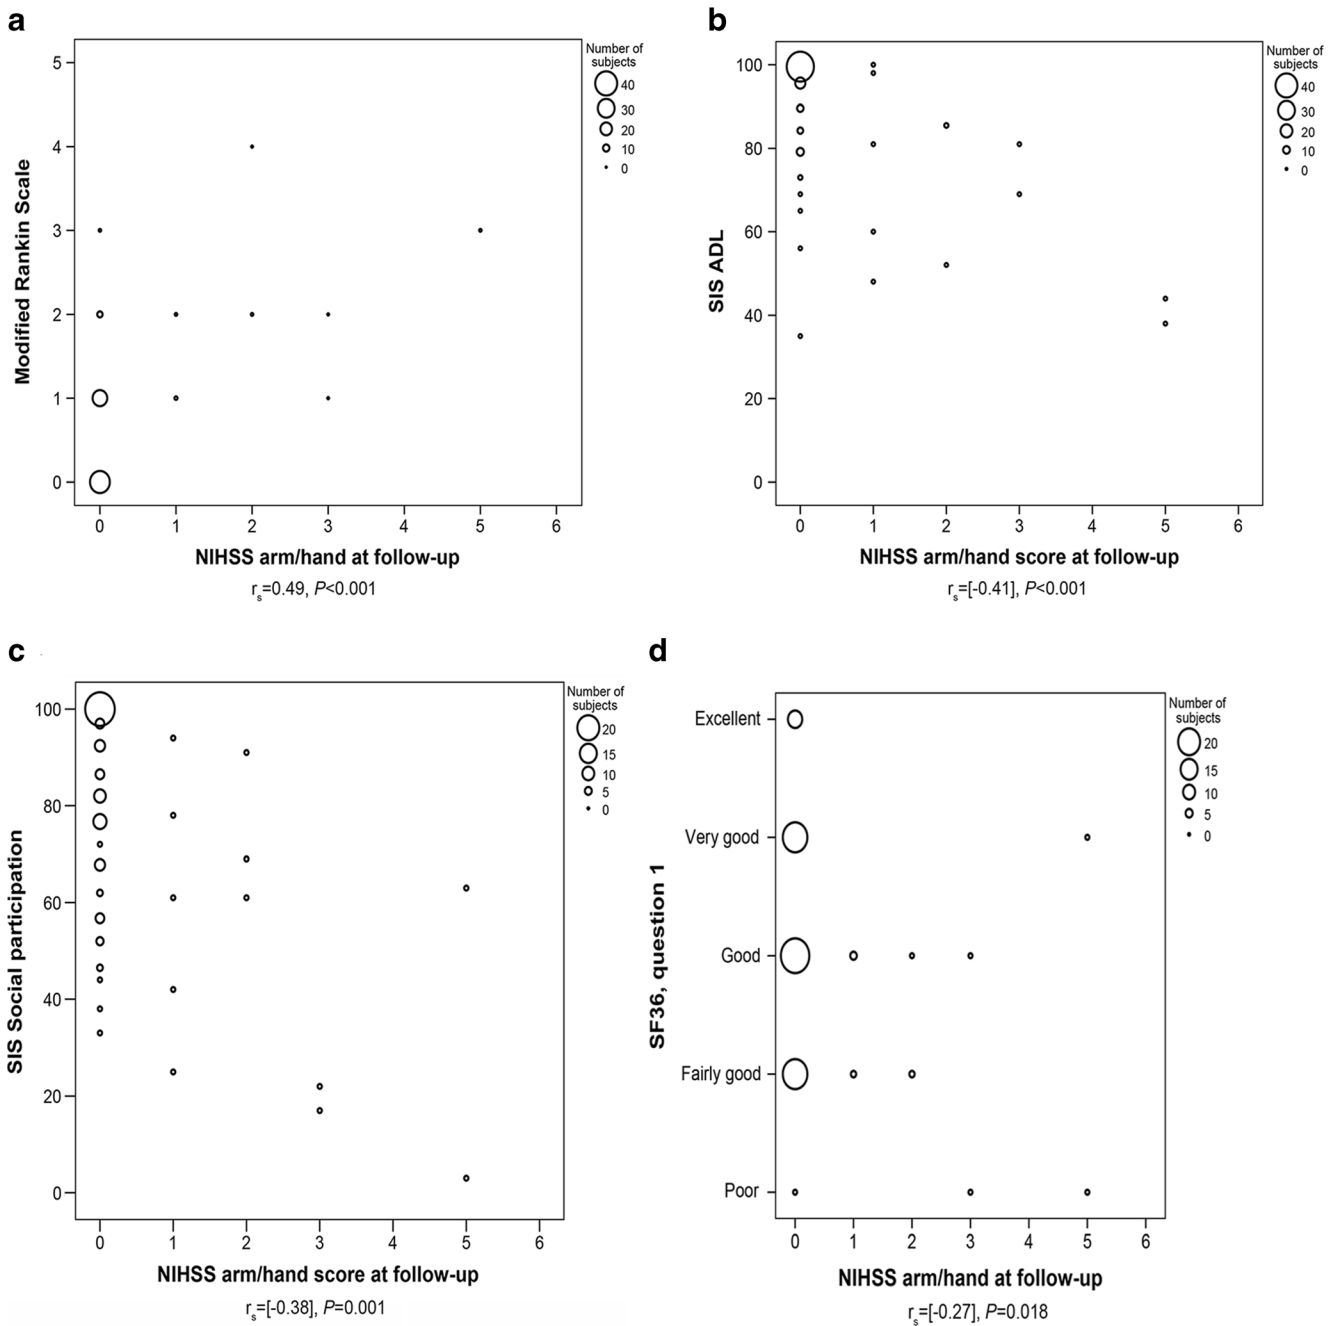 a
Number of
subjects
40
30
20
10
0
Modified Rankin Scale
5
4
3
2
1
0
0 1 2 3 4 5 6
NIHSS arm/hand at follow-up
rs=0.49, P<0.001
b
Number of
subjects
40
30
20
10
0
SIS ADL
100
80
60
40
20
0
0 1 2 3 4 5 6
NIHSS arm/hand score at follow-up
rs=[-0.41], P<0.001
c
Number of
subjects
20
15
10
5
0
SIS Social participation
100
80
60
40
20
0
0 1 2 3 4 5 6
NIHSS arm/hand score at follow-up
rs=[-0.38], P=0.001
d
Number of
subjects
20
15
10
5
0
SF36, question 1
Excellent
Very good
Good
Fairly good
Poor
0 1 2 3 4 5 6
NIHSS arm/hand at follow-up
rs=[-0.27], P=0.018